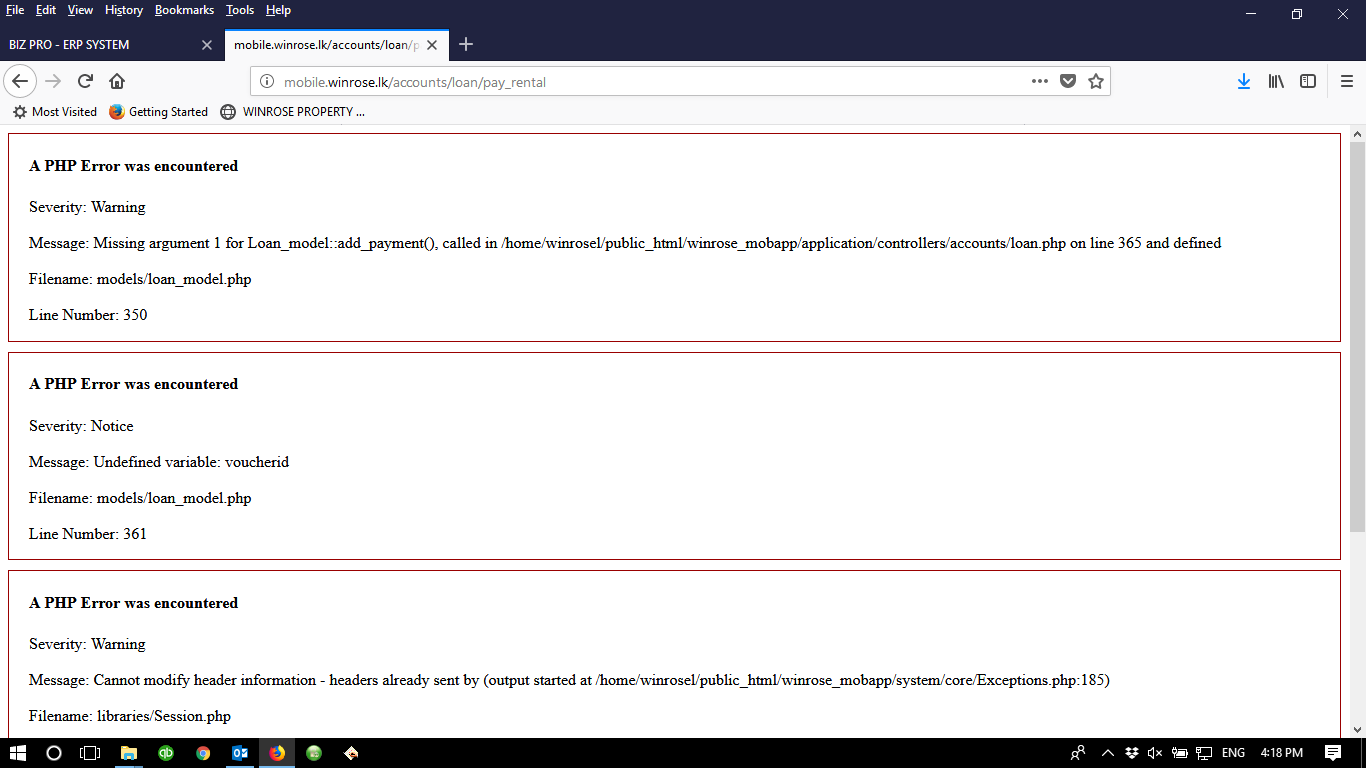 File Edit View History Bookmarks Tools Help
BIZ PRO - ERP SYSTEM
mobile.winrose.lk/accounts/loan/p
mobile.winrose.lk/accounts/loan/pay_rental
Most Visited Getting Started WINROSE PROPERTY ...
A PHP Error was encountered
Severity: Warning
Message: Missing argument 1 for Loan_model::add_payment(), called in /home/winrosel/public_html/winrose_mobapp/application/controllers/accounts/loan.php on line 365 and defined
Filename: models/loan_model.php
Line Number: 350
A PHP Error was encountered
Severity: Notice
Message: Undefined variable: voucherid
Filename: models/loan_model.php
Line Number: 361
A PHP Error was encountered
Severity: Warning
Message: Cannot modify header information - headers already sent by (output started at /home/winrosel/public_html/winrose_mobapp/system/core/Exceptions.php:185)
Filename: libraries/Session.php
qb
ENG 4:18 PM